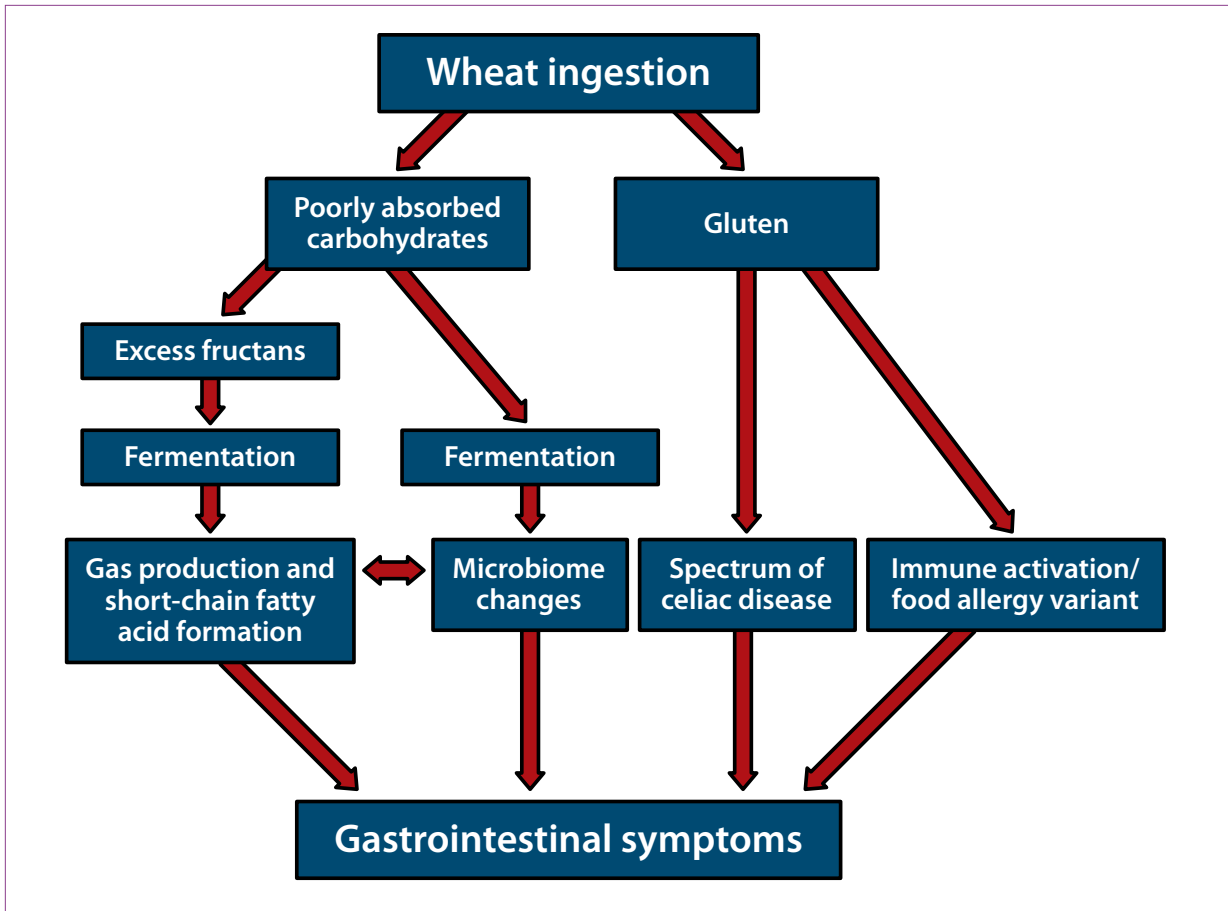 Wheat ingestion
Poorly absorbed
carbohydrates
Gluten
Excess fructans
Fermentation
Fermentation
Gas production and
short-chain fatty
acid formation
Microbiome
changes
Spectrum of
celiac disease
Immune activation/
food allergy variant
Gastrointestinal symptoms